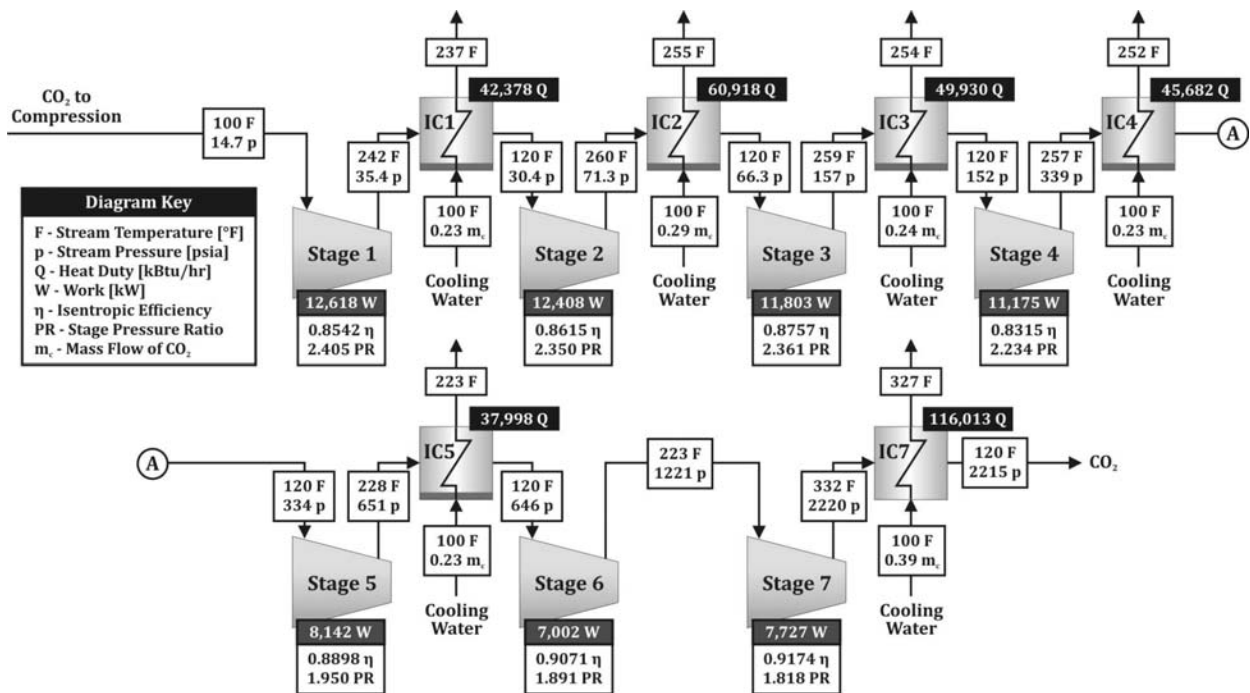 237 F
255 F
254 F
252 F
42,378 Q
60,918 Q
49,930 Q
45,682 Q
CO₂ to
Compression
100 F
14.7 p
IC1
IC2
IC3
IC4
A
242 F
35.4 p
120 F
30.4 p
260 F
71.3 p
120 F
66.3 p
259 F
157 p
120 F
152 p
257 F
339 p
Diagram Key
F - Stream Temperature [°F]
p - Stream Pressure [psia]
Q - Heat Duty [kBtu/hr]
W - Work [kW]
η - Isentropic Efficiency
PR - Stage Pressure Ratio
m꜀ - Mass Flow of CO₂
100 F
0.23 m꜀
100 F
0.29 m꜀
100 F
0.24 m꜀
100 F
0.23 m꜀
Stage 1
Cooling
Water
Stage 2
Cooling
Water
Stage 3
Cooling
Water
Stage 4
Cooling
Water
12,618 W
0.8542 η
2.405 PR
12,408 W
0.8615 η
2.350 PR
11,803 W
0.8757 η
2.361 PR
11,175 W
0.8315 η
2.234 PR
223 F
327 F
37,998 Q
116,013 Q
A
IC5
223 F
1221 p
IC7
120 F
2215 p
CO₂
120 F
334 p
228 F
651 p
120 F
646 p
332 F
2220 p
100 F
0.23 m꜀
100 F
0.39 m꜀
Stage 5
Cooling
Water
Stage 6
Stage 7
Cooling
Water
8,142 W
0.8898 η
1.950 PR
7,002 W
0.9071 η
1.891 PR
7,727 W
0.9174 η
1.818 PR